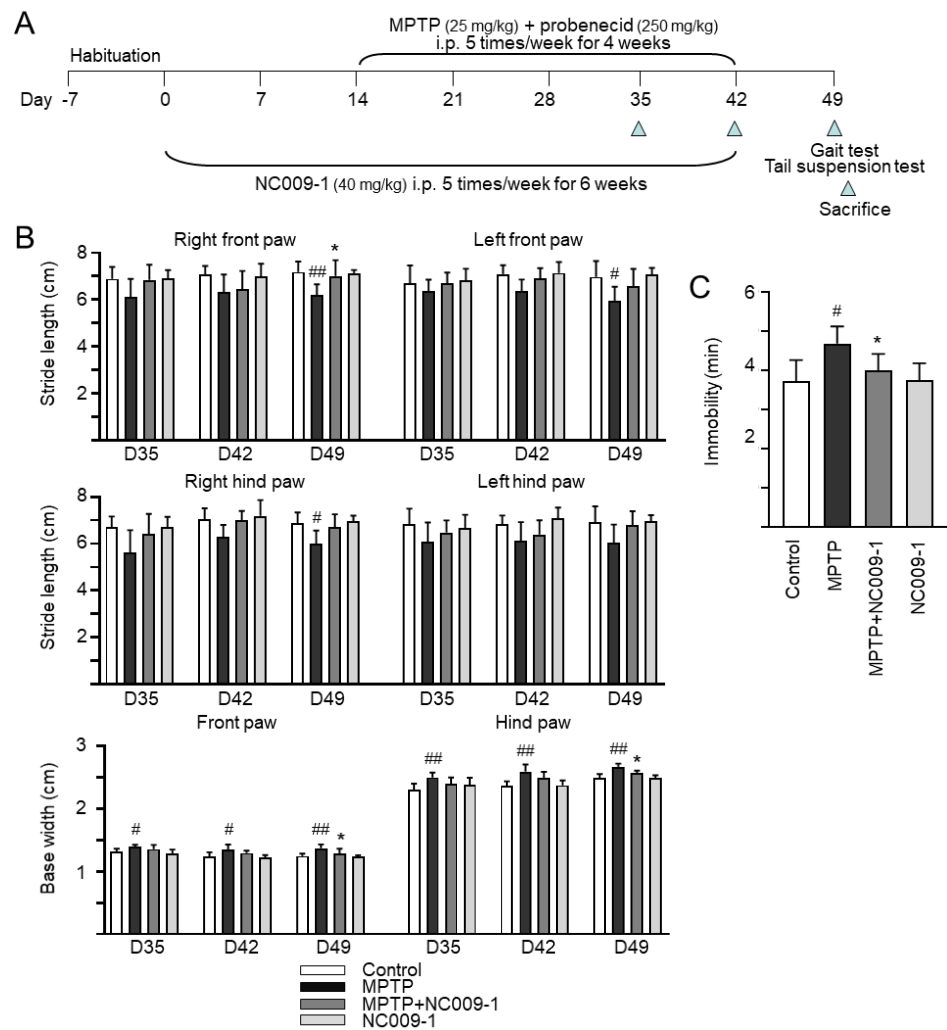 A
MPTP (25 mg/kg) + probenecid (250 mg/kg)
i.p. 5 times/week for 4 weeks
Habituation
Day -7 0 7 14 21 28 35 42 49
Gait test
Tail suspension test
NC009-1 (40 mg/kg) i.p. 5 times/week for 6 weeks
Sacrifice
B
Right front paw Left front paw
Stride length (cm)
8
6
4
2
## * #
D35 D42 D49 D35 D42 D49
Right hind paw Left hind paw
Stride length (cm)
8
6
4
2
#
D35 D42 D49 D35 D42 D49
Front paw Hind paw
Base width (cm)
3
2
1
# # ## * ## ## ## *
D35 D42 D49 D35 D42 D49
Control
MPTP
MPTP+NC009-1
NC009-1
C
Immobility (min)
6
4
2
# *
Control
MPTP
MPTP+NC009-1
NC009-1